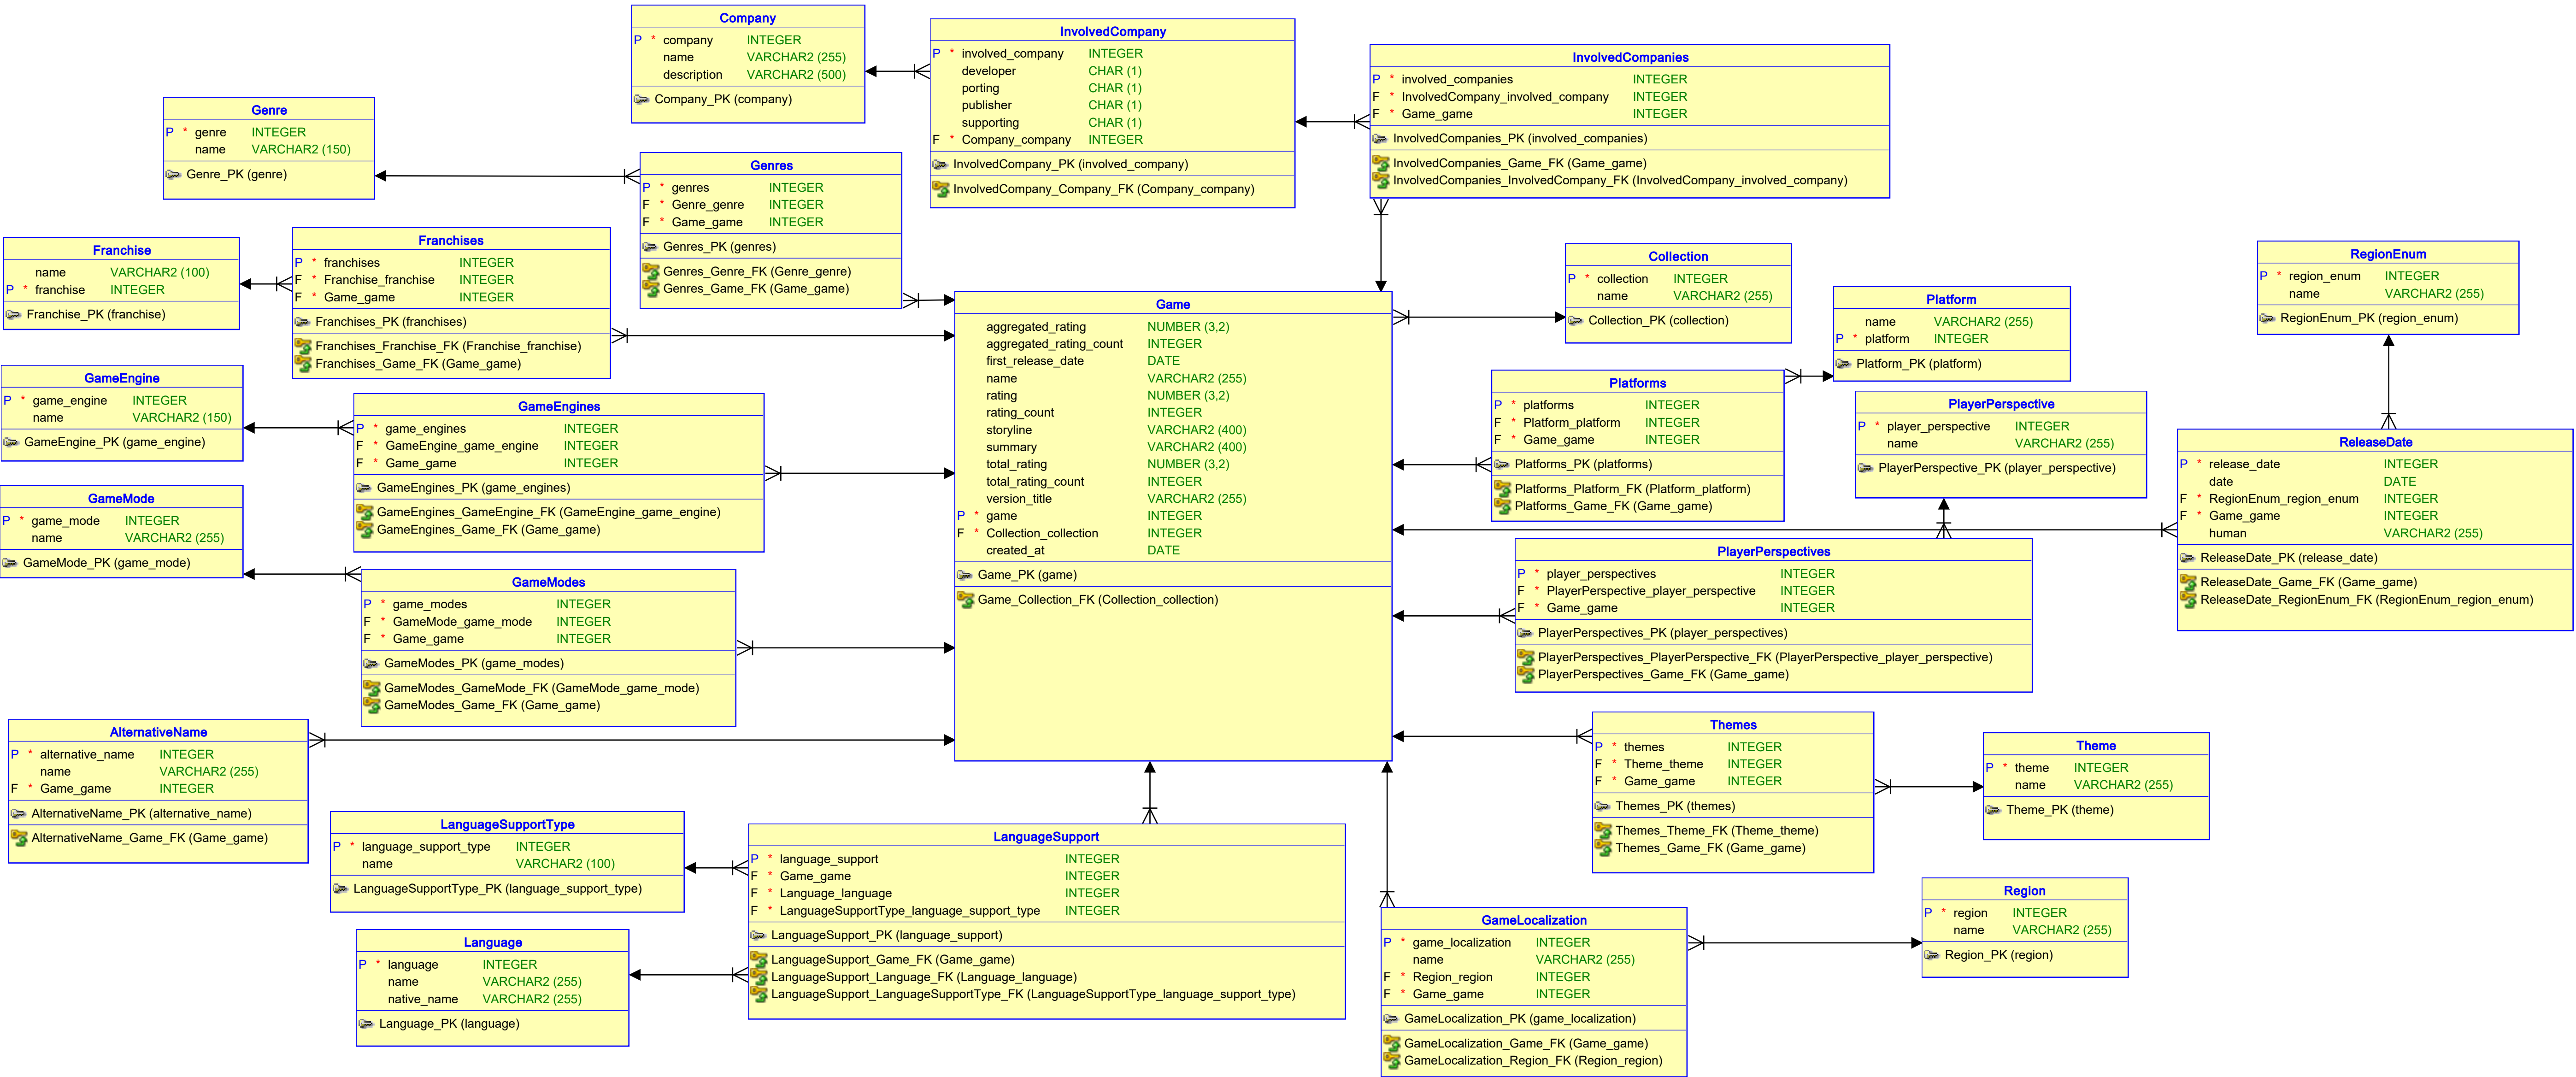 Company
P * company INTEGER
name VARCHAR2 (255)
description VARCHAR2 (500)
Company_PK (company)
InvolvedCompany
P * involved_company INTEGER
developer CHAR (1)
porting CHAR (1)
publisher CHAR (1)
supporting CHAR (1)
F * Company_company INTEGER
InvolvedCompany_PK (involved_company)
InvolvedCompany_Company_FK (Company_company)
InvolvedCompanies
P * involved_companies INTEGER
F * InvolvedCompany_involved_company INTEGER
F * Game_game INTEGER
InvolvedCompanies_PK (involved_companies)
InvolvedCompanies_Game_FK (Game_game)
InvolvedCompanies_InvolvedCompany_FK (InvolvedCompany_involved_company)
Genre
P * genre INTEGER
name VARCHAR2 (150)
Genre_PK (genre)
Genres
P * genres INTEGER
F * Genre_genre INTEGER
F * Game_game INTEGER
Genres_PK (genres)
Genres_Genre_FK (Genre_genre)
Genres_Game_FK (Game_game)
Franchise
name VARCHAR2 (100)
P * franchise INTEGER
Franchise_PK (franchise)
Franchises
P * franchises INTEGER
F * Franchise_franchise INTEGER
F * Game_game INTEGER
Franchises_PK (franchises)
Franchises_Franchise_FK (Franchise_franchise)
Franchises_Game_FK (Game_game)
Collection
P * collection INTEGER
name VARCHAR2 (255)
Collection_PK (collection)
RegionEnum
P * region_enum INTEGER
name VARCHAR2 (255)
RegionEnum_PK (region_enum)
Platform
name VARCHAR2 (255)
P * platform INTEGER
Platform_PK (platform)
Game
aggregated_rating NUMBER (3,2)
aggregated_rating_count INTEGER
first_release_date DATE
name VARCHAR2 (255)
rating NUMBER (3,2)
rating_count INTEGER
storyline VARCHAR2 (400)
summary VARCHAR2 (400)
total_rating NUMBER (3,2)
total_rating_count INTEGER
version_title VARCHAR2 (255)
P * game INTEGER
F * Collection_collection INTEGER
created_at DATE
Game_PK (game)
Game_Collection_FK (Collection_collection)
GameEngine
P * game_engine INTEGER
name VARCHAR2 (150)
GameEngine_PK (game_engine)
GameEngines
P * game_engines INTEGER
F * GameEngine_game_engine INTEGER
F * Game_game INTEGER
GameEngines_PK (game_engines)
GameEngines_GameEngine_FK (GameEngine_game_engine)
GameEngines_Game_FK (Game_game)
Platforms
P * platforms INTEGER
F * Platform_platform INTEGER
F * Game_game INTEGER
Platforms_PK (platforms)
Platforms_Platform_FK (Platform_platform)
Platforms_Game_FK (Game_game)
PlayerPerspective
P * player_perspective INTEGER
name VARCHAR2 (255)
PlayerPerspective_PK (player_perspective)
ReleaseDate
P * release_date INTEGER
date DATE
F * RegionEnum_region_enum INTEGER
F * Game_game INTEGER
human VARCHAR2 (255)
ReleaseDate_PK (release_date)
ReleaseDate_Game_FK (Game_game)
ReleaseDate_RegionEnum_FK (RegionEnum_region_enum)
GameMode
P * game_mode INTEGER
name VARCHAR2 (255)
GameMode_PK (game_mode)
GameModes
P * game_modes INTEGER
F * GameMode_game_mode INTEGER
F * Game_game INTEGER
GameModes_PK (game_modes)
GameModes_GameMode_FK (GameMode_game_mode)
GameModes_Game_FK (Game_game)
PlayerPerspectives
P * player_perspectives INTEGER
F * PlayerPerspective_player_perspective INTEGER
F * Game_game INTEGER
PlayerPerspectives_PK (player_perspectives)
PlayerPerspectives_PlayerPerspective_FK (PlayerPerspective_player_perspective)
PlayerPerspectives_Game_FK (Game_game)
AlternativeName
P * alternative_name INTEGER
name VARCHAR2 (255)
F * Game_game INTEGER
AlternativeName_PK (alternative_name)
AlternativeName_Game_FK (Game_game)
Themes
P * themes INTEGER
F * Theme_theme INTEGER
F * Game_game INTEGER
Themes_PK (themes)
Themes_Theme_FK (Theme_theme)
Themes_Game_FK (Game_game)
Theme
P * theme INTEGER
name VARCHAR2 (255)
Theme_PK (theme)
LanguageSupportType
P * language_support_type INTEGER
name VARCHAR2 (100)
LanguageSupportType_PK (language_support_type)
LanguageSupport
P * language_support INTEGER
F * Game_game INTEGER
F * Language_language INTEGER
F * LanguageSupportType_language_support_type INTEGER
LanguageSupport_PK (language_support)
LanguageSupport_Game_FK (Game_game)
LanguageSupport_Language_FK (Language_language)
LanguageSupport_LanguageSupportType_FK (LanguageSupportType_language_support_type)
Language
P * language INTEGER
name VARCHAR2 (255)
native_name VARCHAR2 (255)
Language_PK (language)
GameLocalization
P * game_localization INTEGER
name VARCHAR2 (255)
F * Region_region INTEGER
F * Game_game INTEGER
GameLocalization_PK (game_localization)
GameLocalization_Game_FK (Game_game)
GameLocalization_Region_FK (Region_region)
Region
P * region INTEGER
name VARCHAR2 (255)
Region_PK (region)